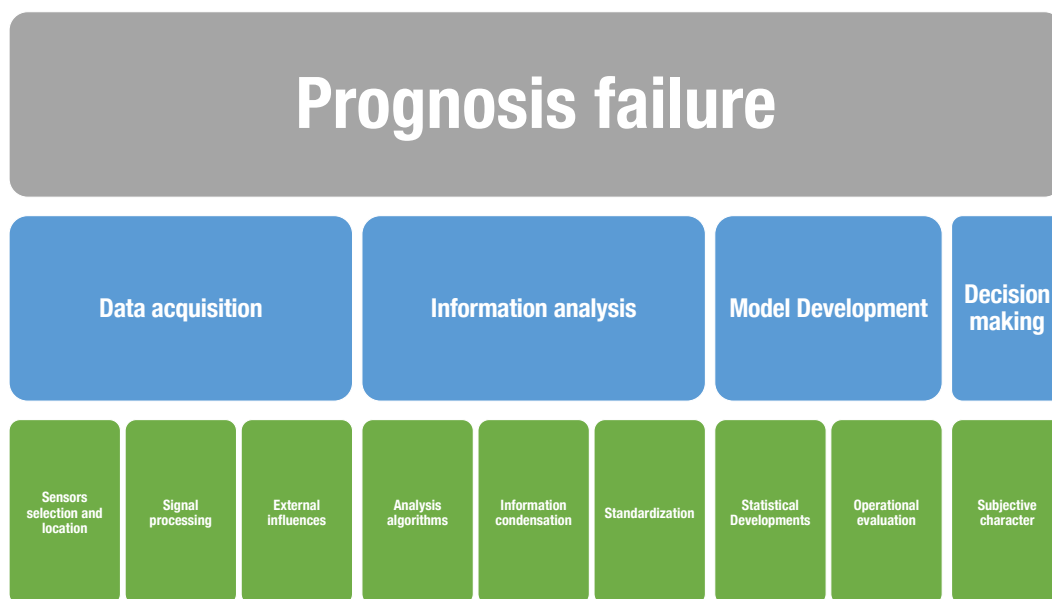 Prognosis failure
Data acquisition
Information analysis
Model Development
Decision
making
Sensors
selection and
location
Signal
processing
External
influences
Analysis
algorithms
Information
condensation
Standardization
Statistical
Developments
Operational
evaluation
Subjective
character